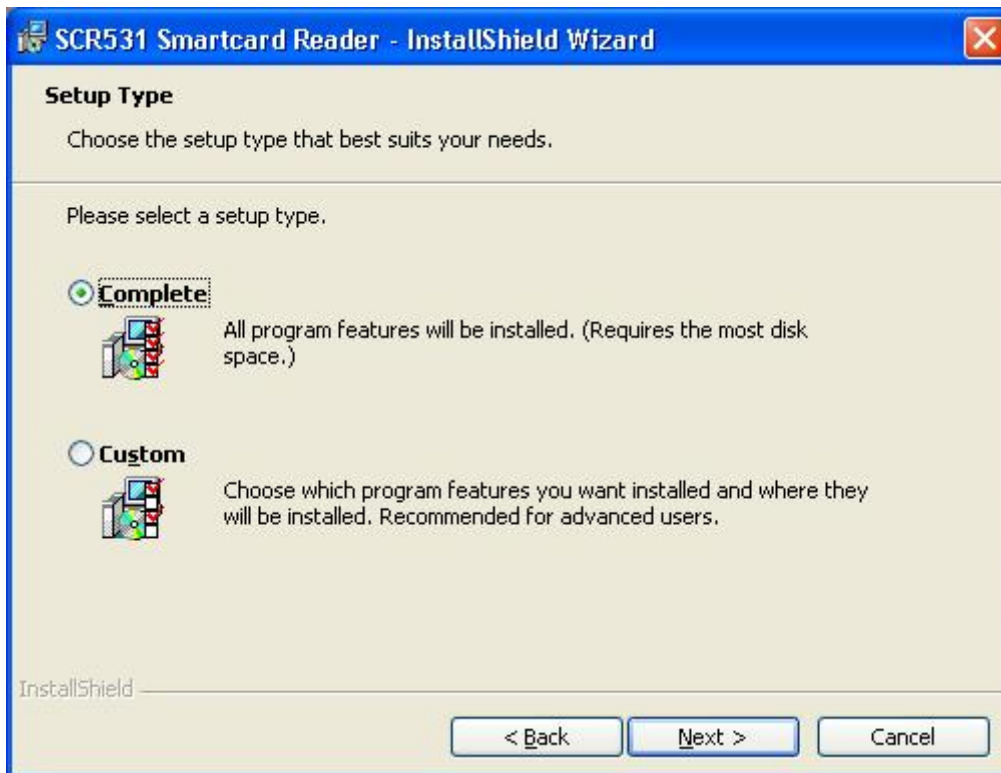 SCR531 Smartcard Reader - InstallShield Wizard
Setup Type
Choose the setup type that best suits your needs.
Please select a setup type.
Complete
All program features will be installed. (Requires the most disk
space.)
Custom
Choose which program features you want installed and where they
will be installed. Recommended for advanced users.
InstallShield
< Back
Next >
Cancel